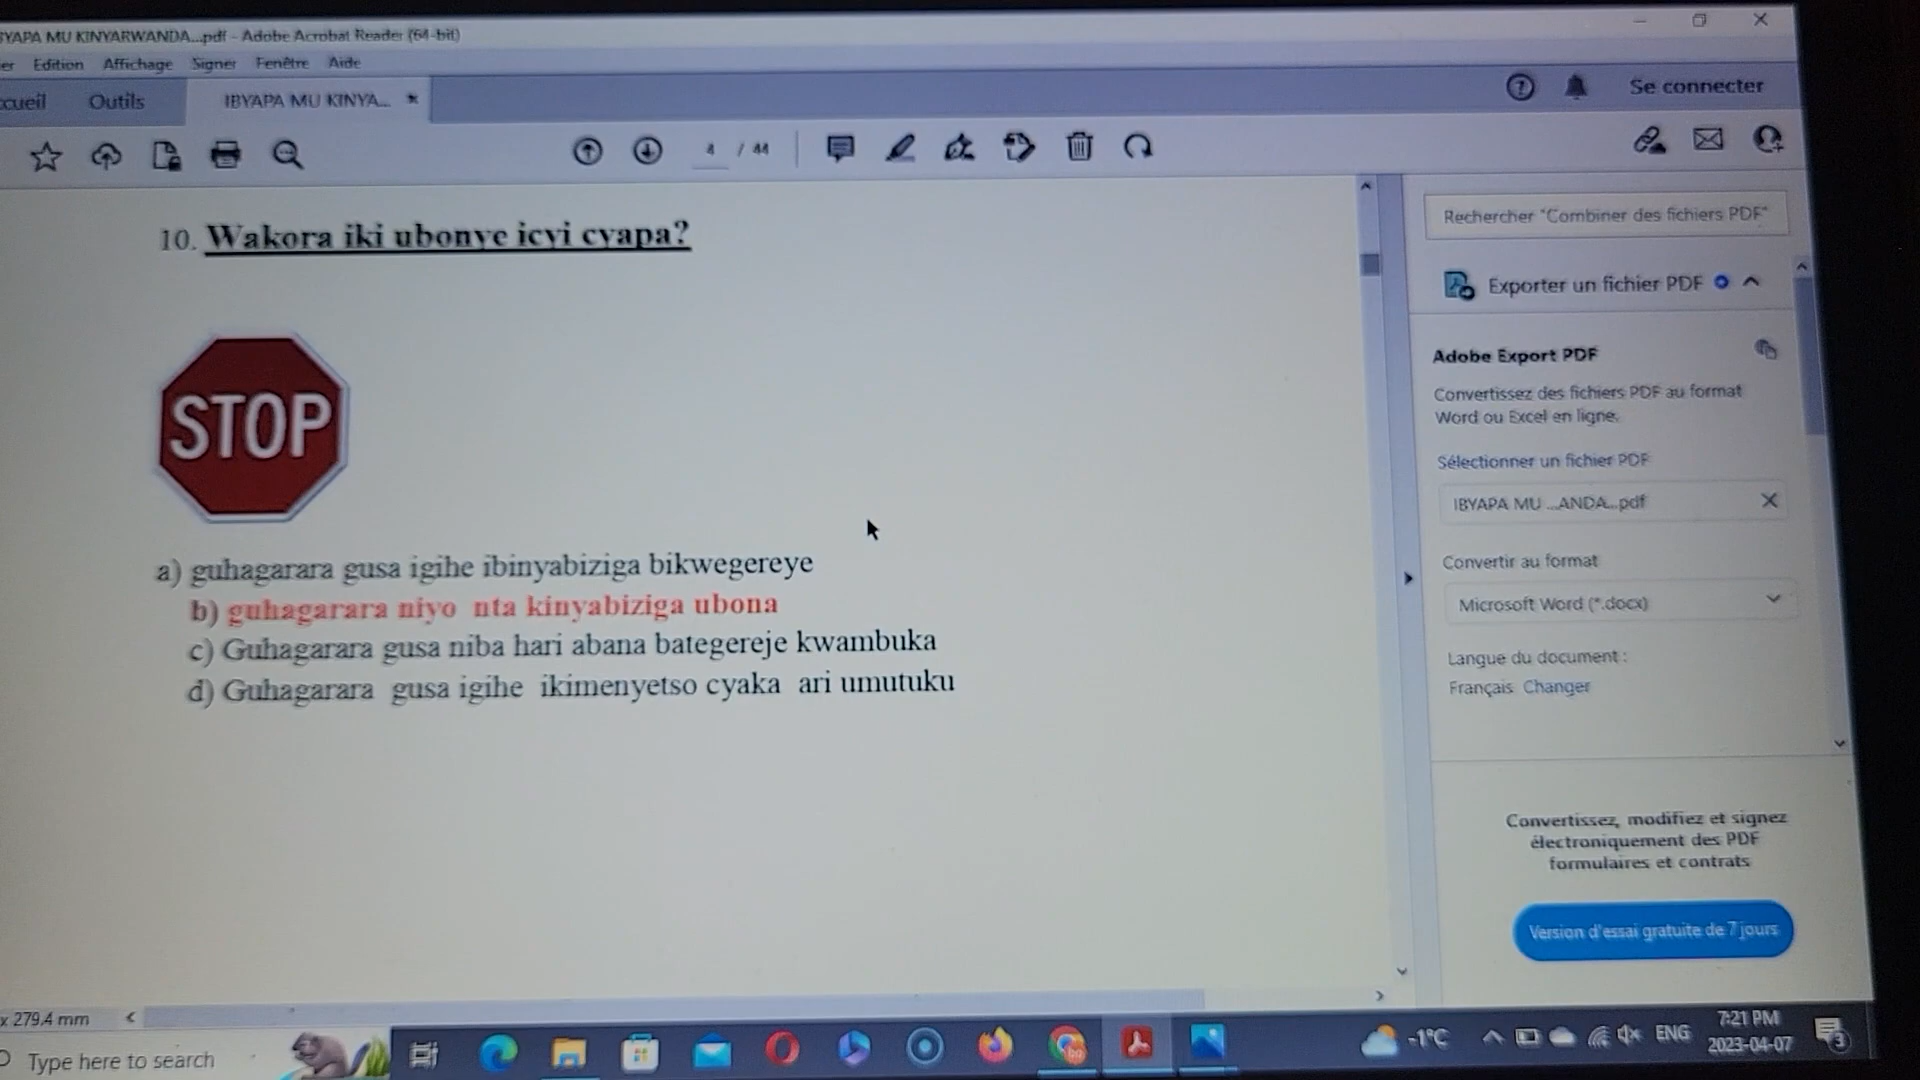 BYAPA MU KINYARWANDA...pdf - Adobe Acrobat Reader (64-bit)
er Edition Affichage Signer Fenêtre Aide
ccueil Outils IBYAPA MU KINYA... × Se connecter
4 / 44
10. Wakora iki ubonye icyi cyapa?
STOP
a) guhagarara gusa igihe ibinyabiziga bikwegereye
b) guhagarara niyo nta kinyabiziga ubona
c) Guhagarara gusa niba hari abana bategereje kwambuka
d) Guhagarara gusa igihe ikimenyetso cyaka ari umutuku
Rechercher "Combiner des fichiers PDF"
Exporter un fichier PDF
Adobe Export PDF
Convertissez des fichiers PDF au format
Word ou Excel en ligne.
Sélectionner un fichier PDF
IBYAPA MU ...ANDA...pdf
Convertir au format
Microsoft Word (*.docx)
Langue du document :
Français Changer
Convertissez, modifiez et signez
électroniquement des PDF
formulaires et contrats
Version d'essai gratuite de 7 jours
x 279,4 mm
Type here to search
-1°C ENG
7:21 PM
2023-04-07
3